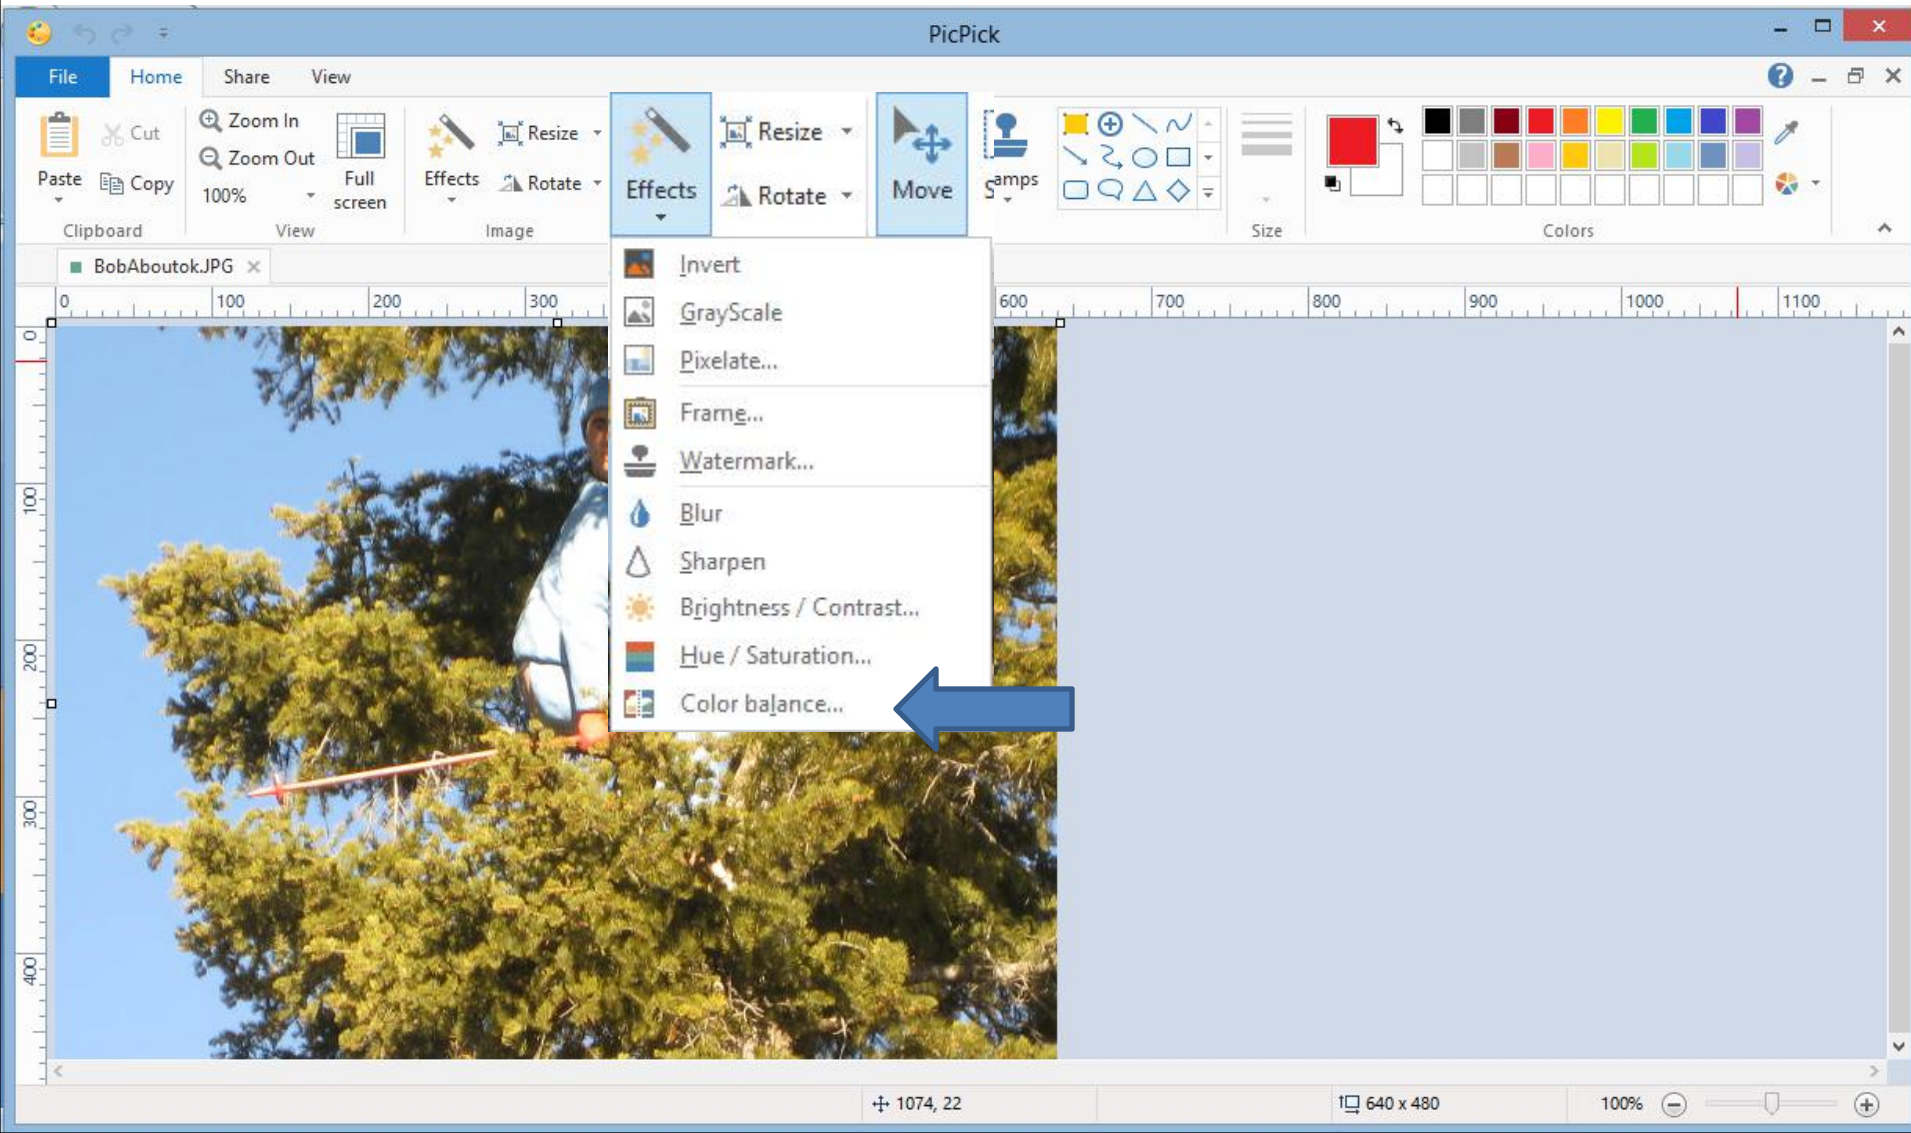 PicPick
File Home Share View
Paste Cut Copy
Zoom In
Zoom Out
100%
Full screen
Effects Resize Rotate
Effects Resize Rotate
Move
S amps
Clipboard View Image Size Colors
BobAboutok.JPG
0 100 200 300 600 700 800 900 1000 1100
Invert
GrayScale
Pixelate...
Frame...
Watermark...
Blur
Sharpen
Brightness / Contrast...
Hue / Saturation...
Color balance...
0
100
200
300
400
1074, 22 640 x 480 100%